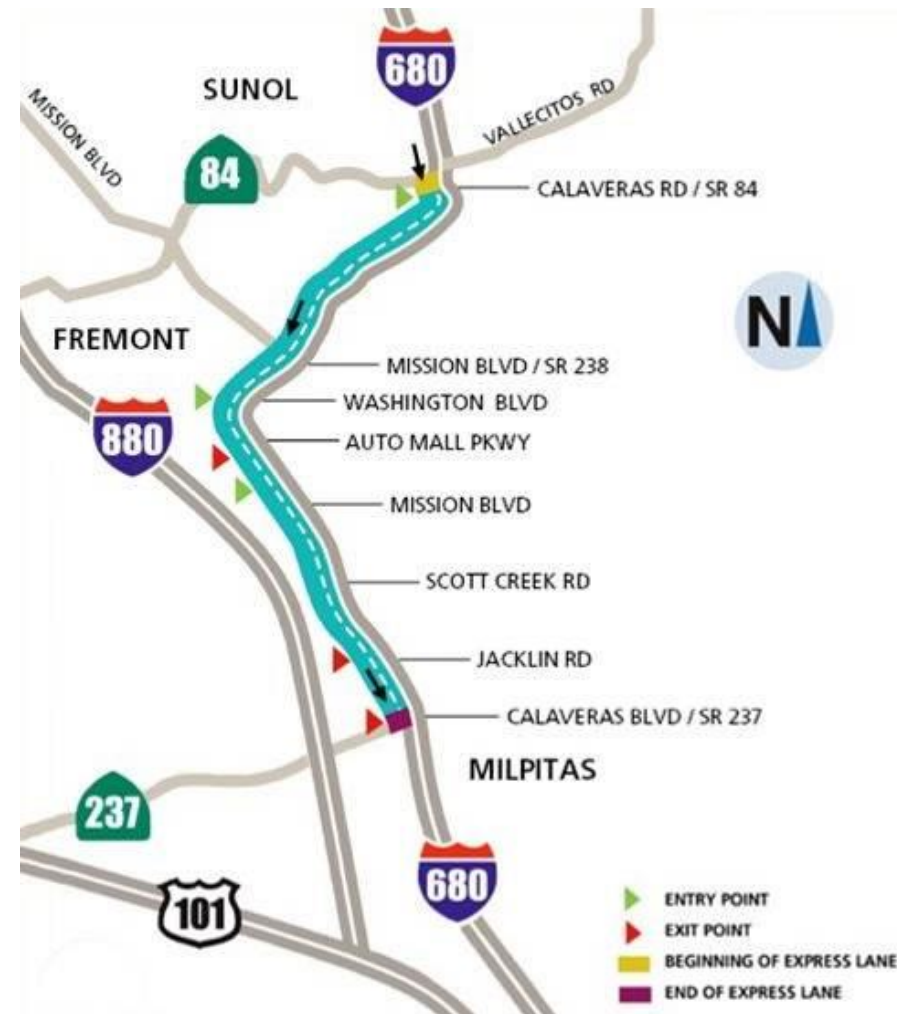 680
SUNOL
MISSION BLVD
VALLECITOS RD
84
CALAVERAS RD / SR 84
N
FREMONT
MISSION BLVD / SR 238
WASHINGTON BLVD
880
AUTO MALL PKWY
MISSION BLVD
SCOTT CREEK RD
JACKLIN RD
CALAVERAS BLVD / SR 237
MILPITAS
237
680
101
ENTRY POINT
EXIT POINT
BEGINNING OF EXPRESS LANE
END OF EXPRESS LANE